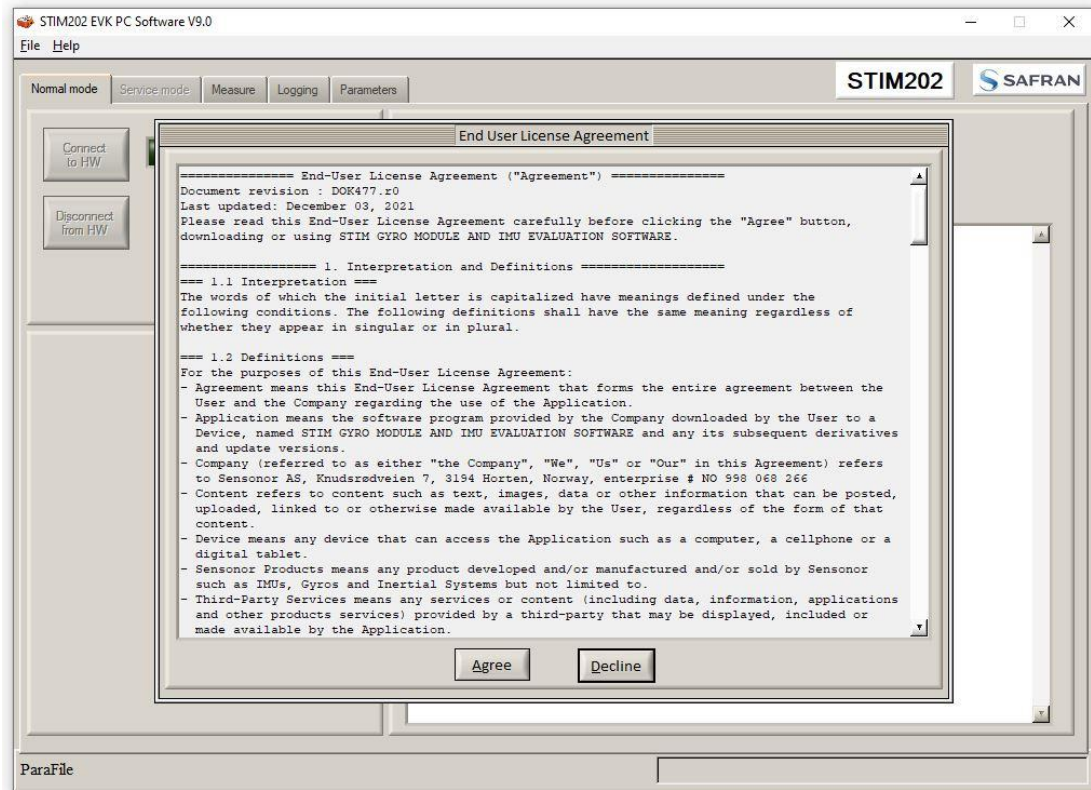 STIM202 EVK PC Software V9.0
File Help
Normal mode Service mode Measure Logging Parameters
STIM202 SAFRAN
Connect
to HW
Disconnect
from HW
End User License Agreement
=============== End-User License Agreement ("Agreement") ===============
Document revision : DOK477.r0
Last updated: December 03, 2021
Please read this End-User License Agreement carefully before clicking the "Agree" button,
downloading or using STIM GYRO MODULE AND IMU EVALUATION SOFTWARE.
================== 1. Interpretation and Definitions ===================
=== 1.1 Interpretation ===
The words of which the initial letter is capitalized have meanings defined under the
following conditions. The following definitions shall have the same meaning regardless of
whether they appear in singular or in plural.
=== 1.2 Definitions ===
For the purposes of this End-User License Agreement:
- Agreement means this End-User License Agreement that forms the entire agreement between the
User and the Company regarding the use of the Application.
- Application means the software program provided by the Company downloaded by the User to a
Device, named STIM GYRO MODULE AND IMU EVALUATION SOFTWARE and any its subsequent derivatives
and update versions.
- Company (referred to as either "the Company", "We", "Us" or "Our" in this Agreement) refers
to Sensonor AS, Knudsrødveien 7, 3194 Horten, Norway, enterprise # NO 998 068 266
- Content refers to content such as text, images, data or other information that can be posted,
uploaded, linked to or otherwise made available by the User, regardless of the form of that
content.
- Device means any device that can access the Application such as a computer, a cellphone or a
digital tablet.
- Sensonor Products means any product developed and/or manufactured and/or sold by Sensonor
such as IMUs, Gyros and Inertial Systems but not limited to.
- Third-Party Services means any services or content (including data, information, applications
and other products services) provided by a third-party that may be displayed, included or
made available by the Application.
Agree Decline
ParaFile